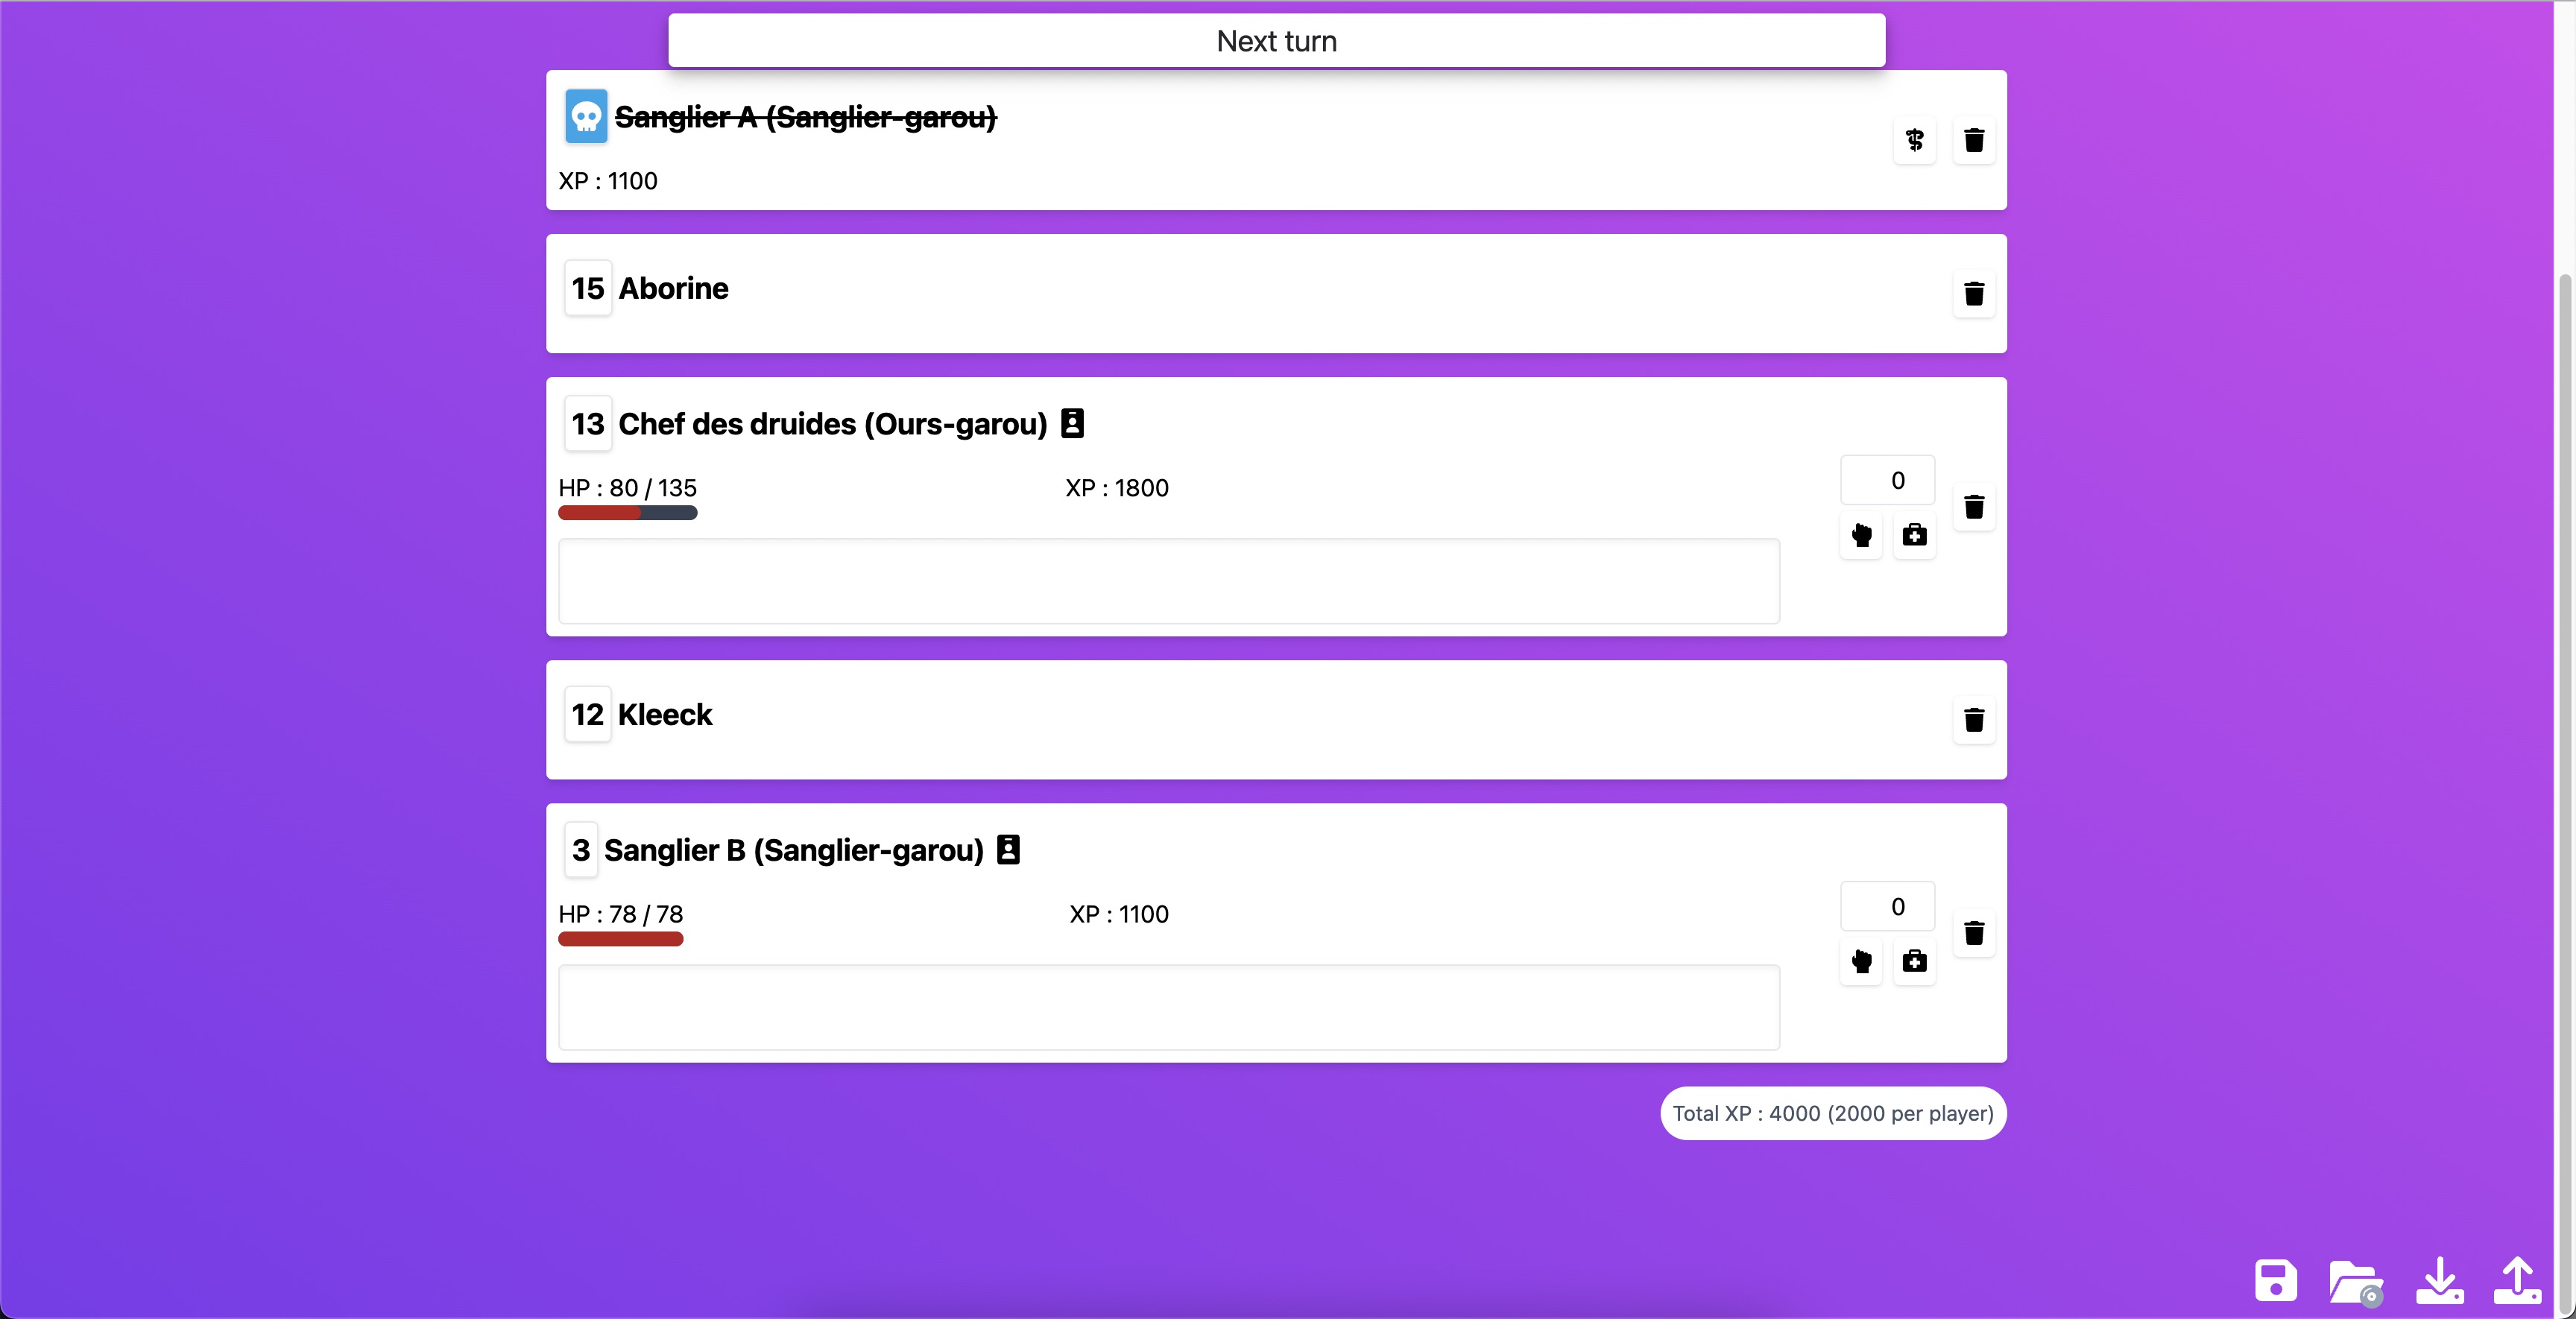 Next turn
Sanglier A (Sanglier-garou)
XP : 1100
15 Aborine
13 Chef des druides (Ours-garou)
HP : 80 / 135 XP : 1800
0
12 Kleeck
3 Sanglier B (Sanglier-garou)
HP : 78 / 78 XP : 1100
0
Total XP : 4000 (2000 per player)